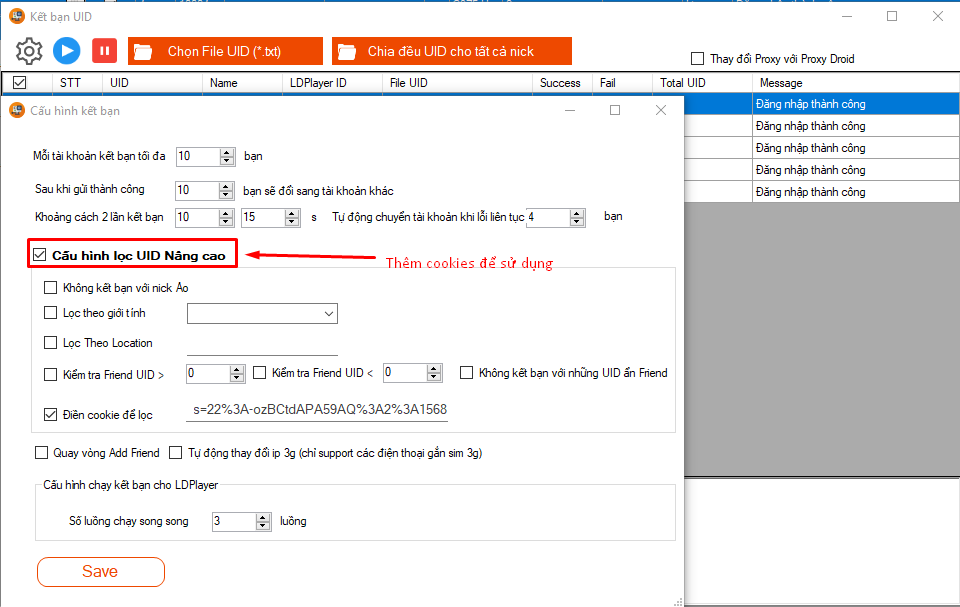 Kết bạn UID
Chọn File UID (*.txt)
Chia đều UID cho tất cả nick
Thay đổi Proxy với Proxy Droid
STT UID Name LDPlayer ID File UID Success Fail Total UID Message
Đăng nhập thành công
Đăng nhập thành công
Đăng nhập thành công
Đăng nhập thành công
Đăng nhập thành công
Cấu hình kết bạn
Mỗi tài khoản kết bạn tối đa 10 bạn
Sau khi gửi thành công 10 bạn sẽ đổi sang tài khoản khác
Khoảng cách 2 lần kết bạn 10 15 s Tự động chuyển tài khoản khi lỗi liên tục 4 bạn
Cấu hình lọc UID Nâng cao
Thêm cookies để sử dụng
Không kết bạn với nick Ảo
Lọc theo giới tính
Lọc Theo Location
Kiểm tra Friend UID > 0 Kiểm tra Friend UID < 0 Không kết bạn với những UID ẩn Friend
Điền cookie để lọc s=22%3A-ozBCtdAPA59AQ%3A2%3A1568
Quay vòng Add Friend Tự động thay đổi ip 3g (chỉ support các điện thoại gắn sim 3g)
Cấu hình chạy kết bạn cho LDPlayer
Số luồng chạy song song 3 luồng
Save